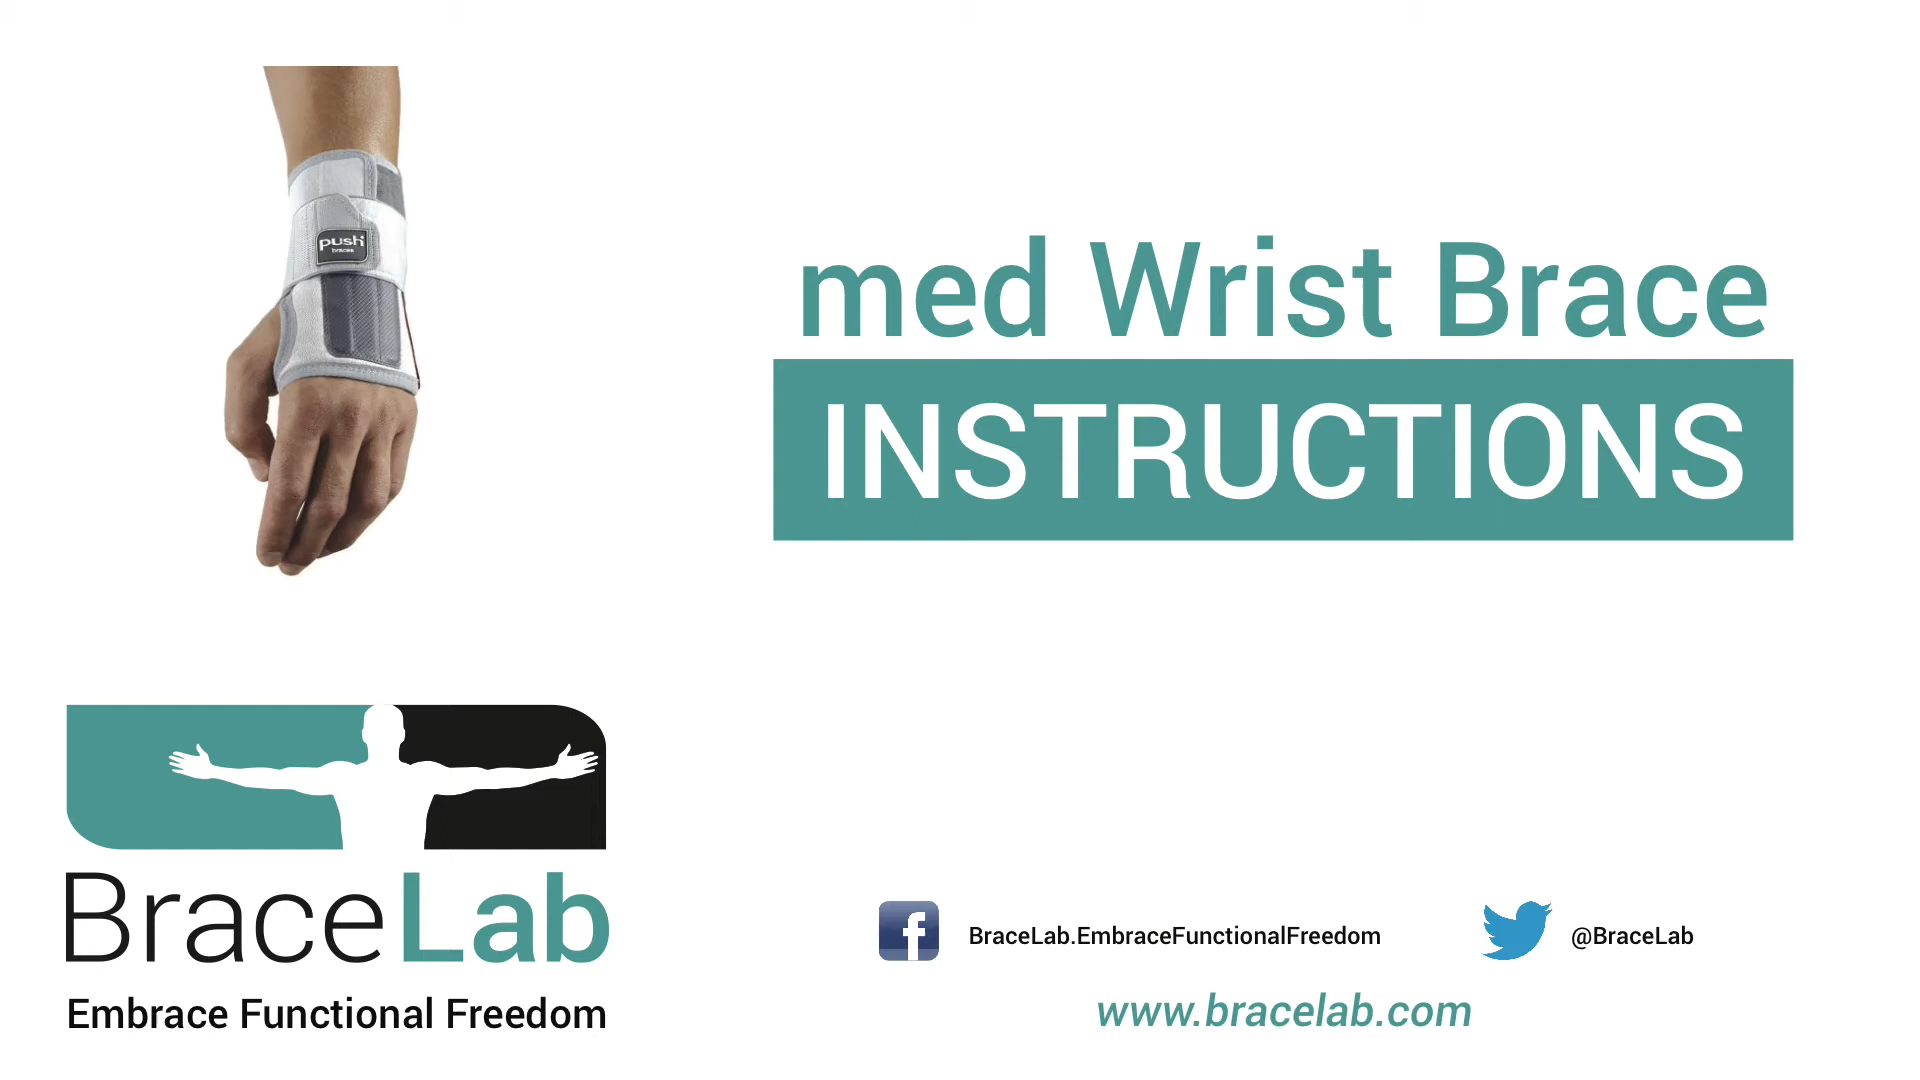 push
braces
med Wrist Brace
INSTRUCTIONS
BraceLab
Embrace Functional Freedom
BraceLab.EmbraceFunctionalFreedom
@BraceLab
www.bracelab.com